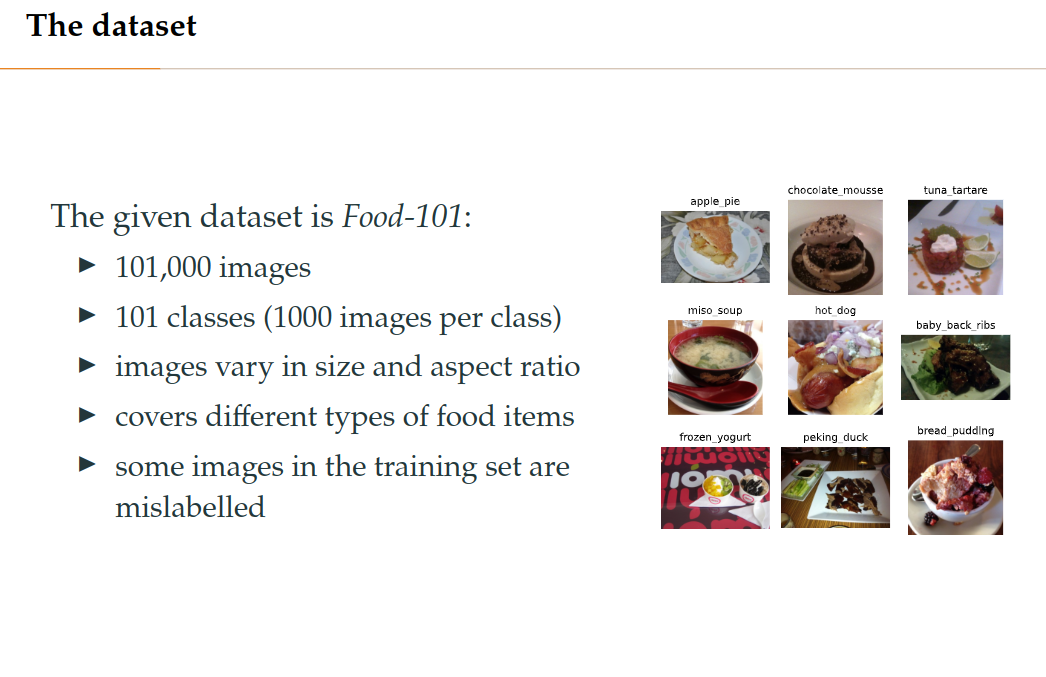 The dataset
The given dataset is Food-101:
▶ 101,000 images
▶ 101 classes (1000 images per class)
▶ images vary in size and aspect ratio
▶ covers different types of food items
▶ some images in the training set are
mislabelled
apple_pie
chocolate_mousse
tuna_tartare
miso_soup
hot_dog
baby_back_ribs
frozen_yogurt
peking_duck
bread_pudding